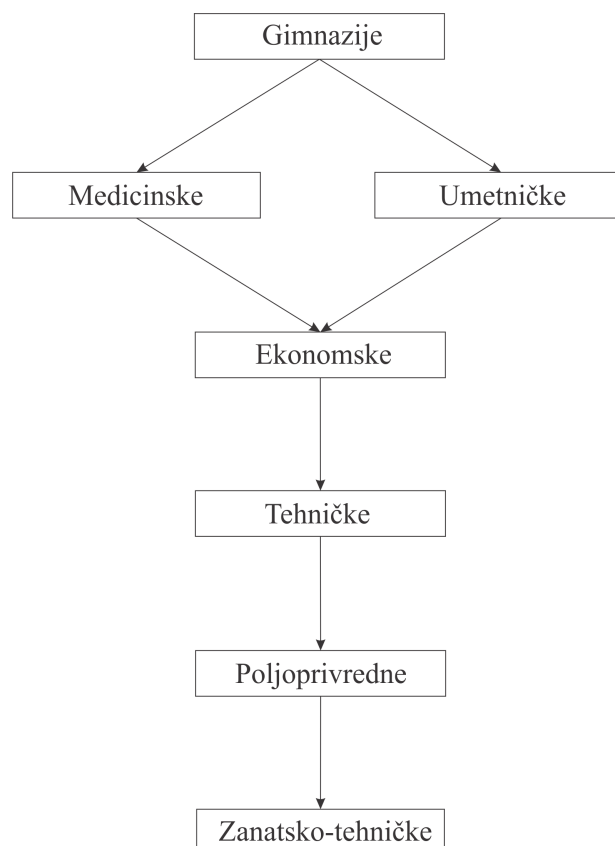 Gimnazije
Medicinske
Umetničke
Ekonomske
Tehničke
Poljoprivredne
Zanatsko-tehničke